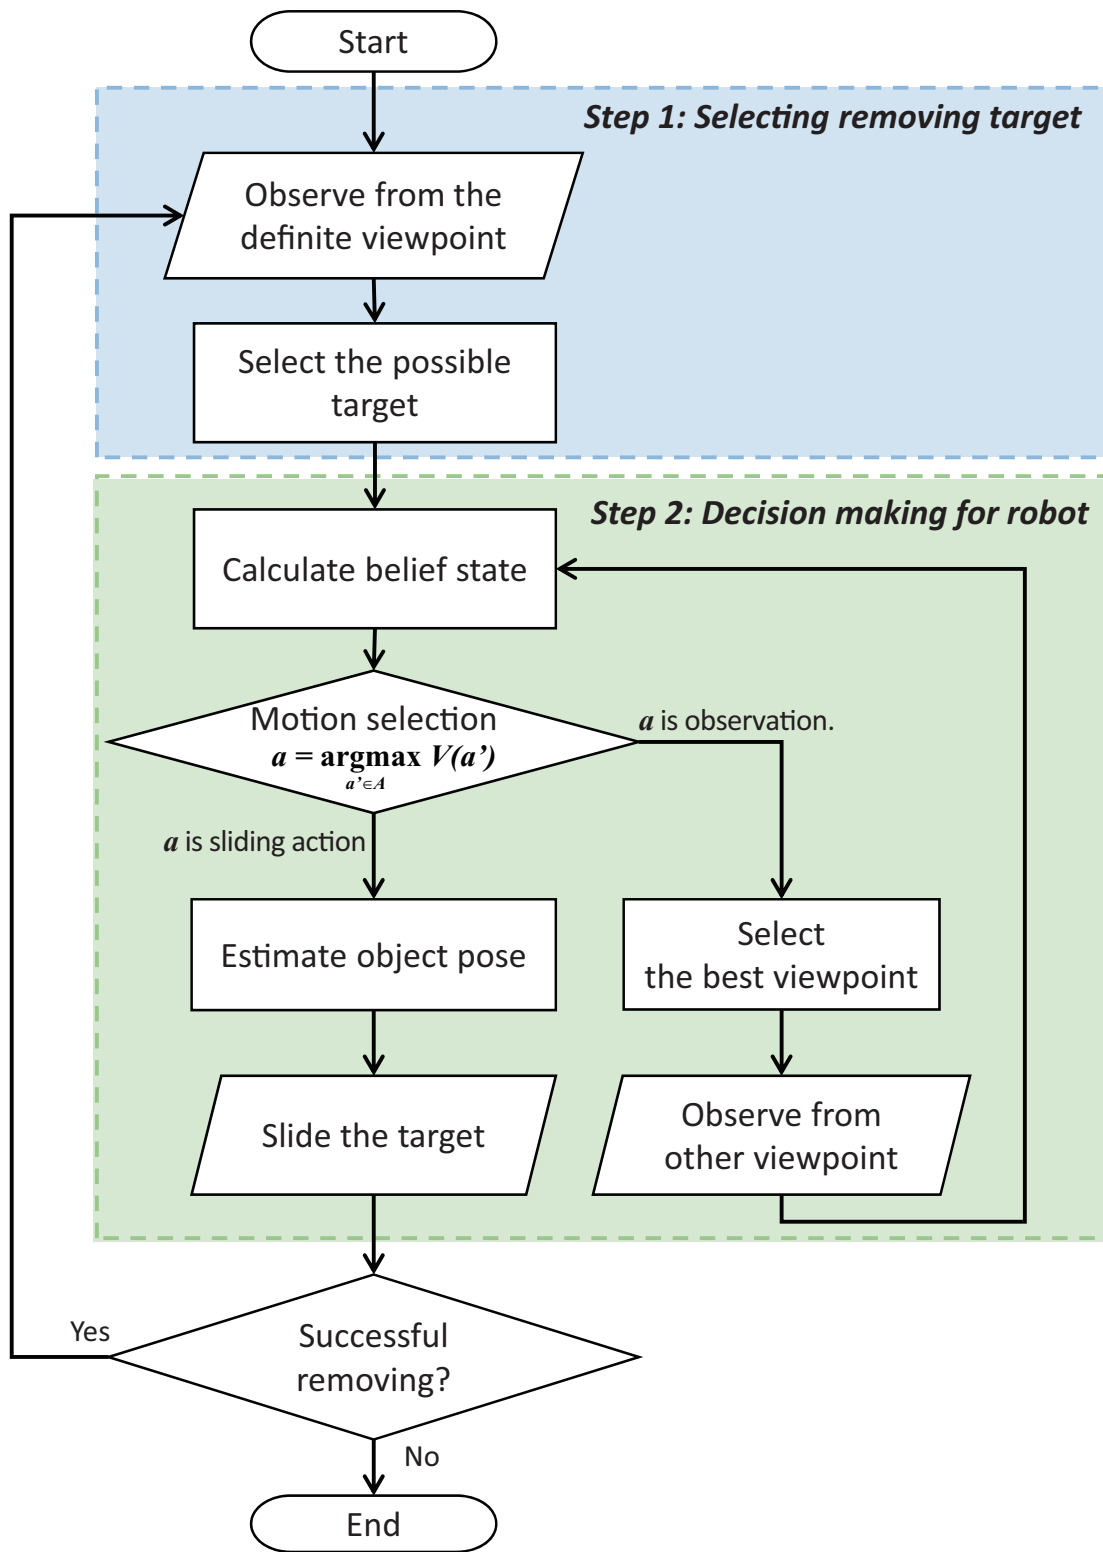 Start
Step 1: Selecting removing target
Observe from the
definite viewpoint
Select the possible
target
Step 2: Decision making for robot
Calculate belief state
Motion selection
a = argmax V(a’)
a’∈A
a is observation.
a is sliding action
Estimate object pose
Select
the best viewpoint
Slide the target
Observe from
other viewpoint
Successful
removing?
Yes
No
End